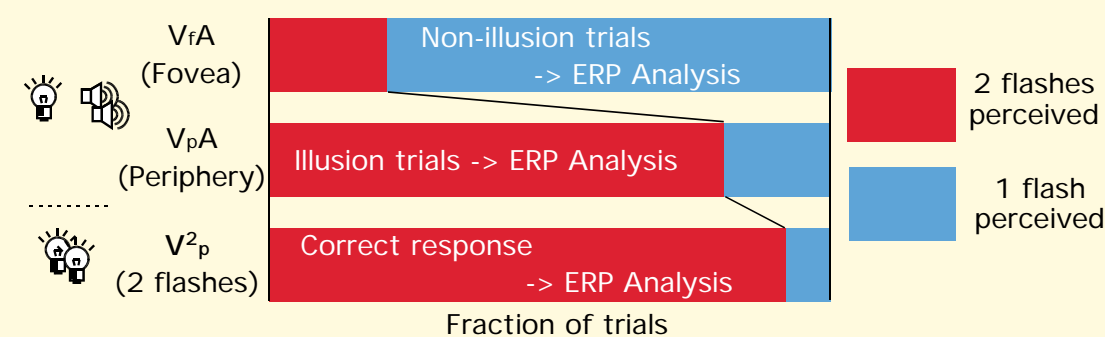 VfA
(Fovea)
Non-illusion trials
-> ERP Analysis
2 flashes
perceived
VpA
(Periphery)
Illusion trials -> ERP Analysis
1 flash
perceived
V²p
(2 flashes)
Correct response
-> ERP Analysis
Fraction of trials